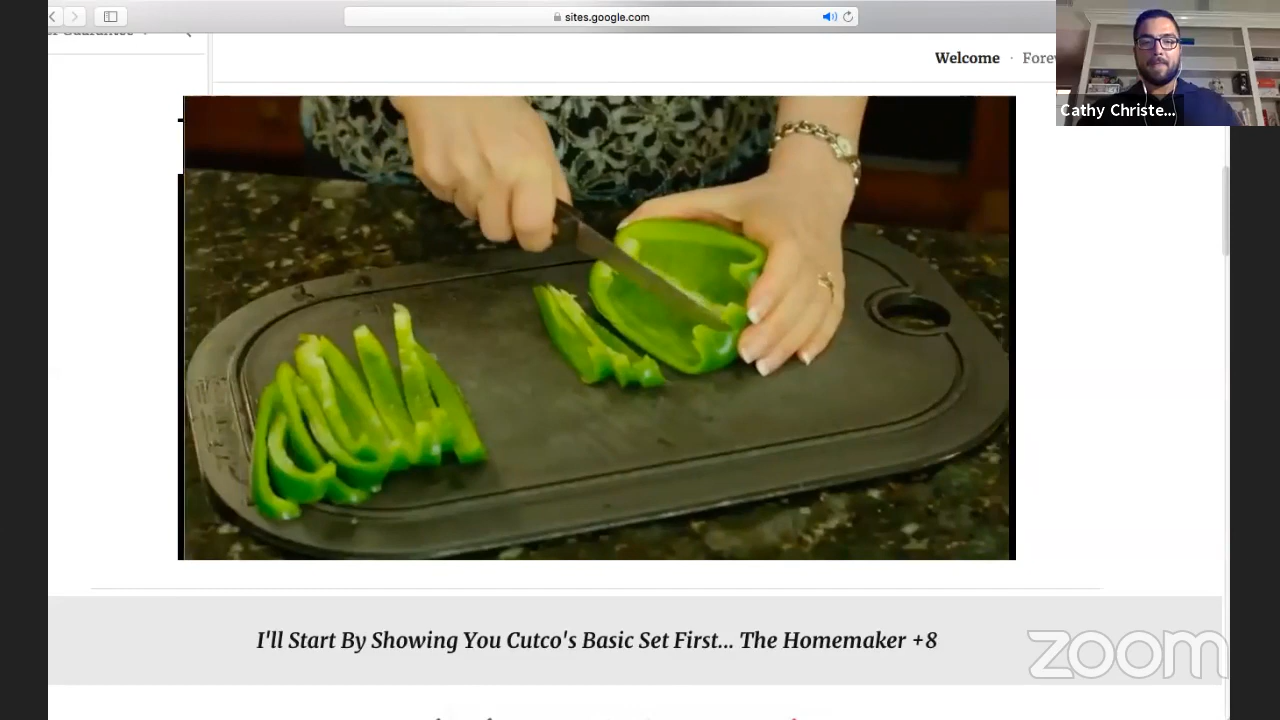 sites.google.com
Welcome · Fore
Cathy Christe...
I'll Start By Showing You Cutco's Basic Set First... The Homemaker +8
zoom